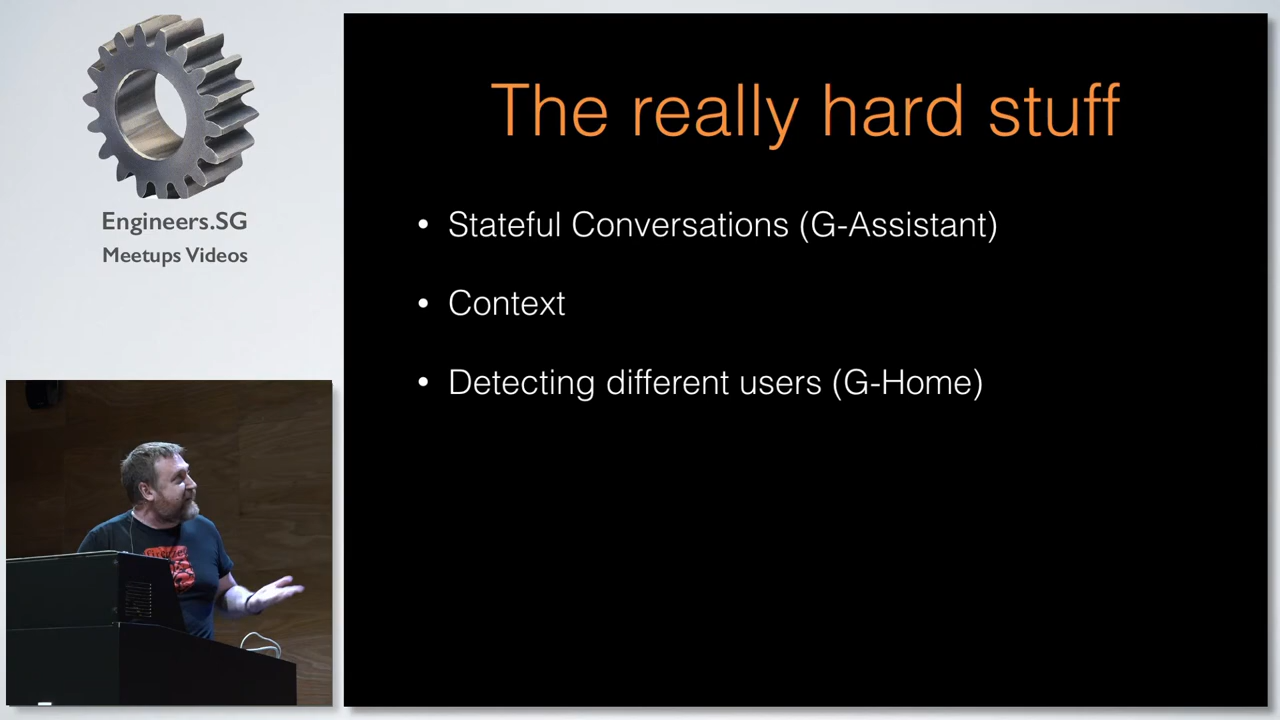 Engineers.SG
Meetups Videos
The really hard stuff
• Stateful Conversations (G-Assistant)
• Context
• Detecting different users (G-Home)